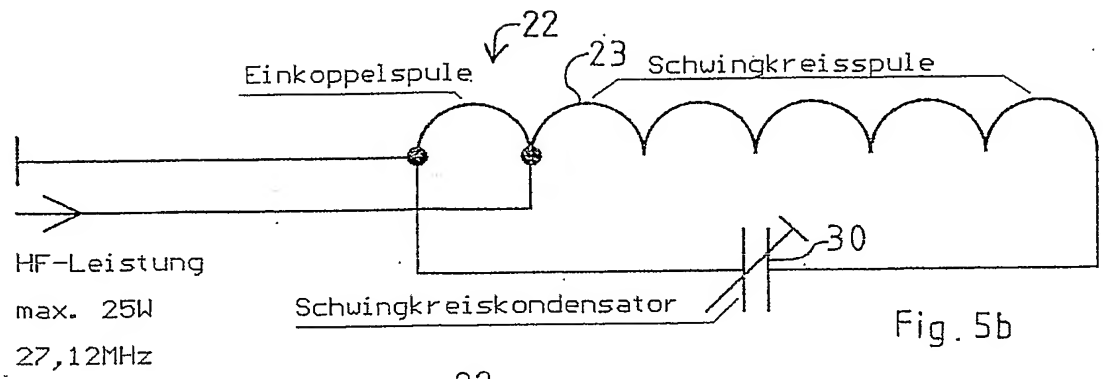 22
Einkoppelspule
23
Schwingkreisspule
HF-Leistung
max. 25W
27,12MHz
30
Schwingkreiskondensator
Fig. 5b